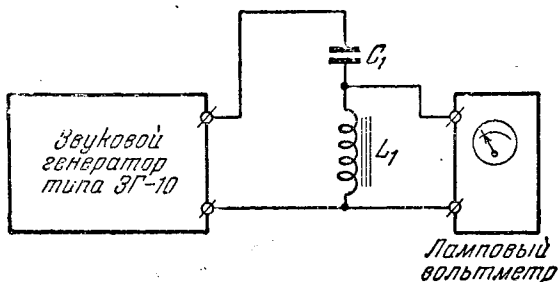 C₁
Звуковой
генератор
типа ЗГ-10
L₁
Ламповый
вольтметр